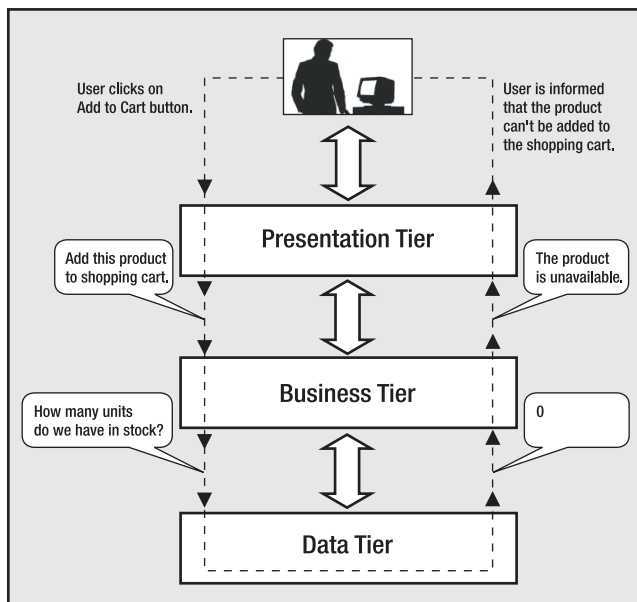 User clicks on
Add to Cart button.
User is informed
that the product
can't be added to
the shopping cart.
Presentation Tier
Add this product
to shopping cart.
The product
is unavailable.
Business Tier
How many units
do we have in stock?
0
Data Tier